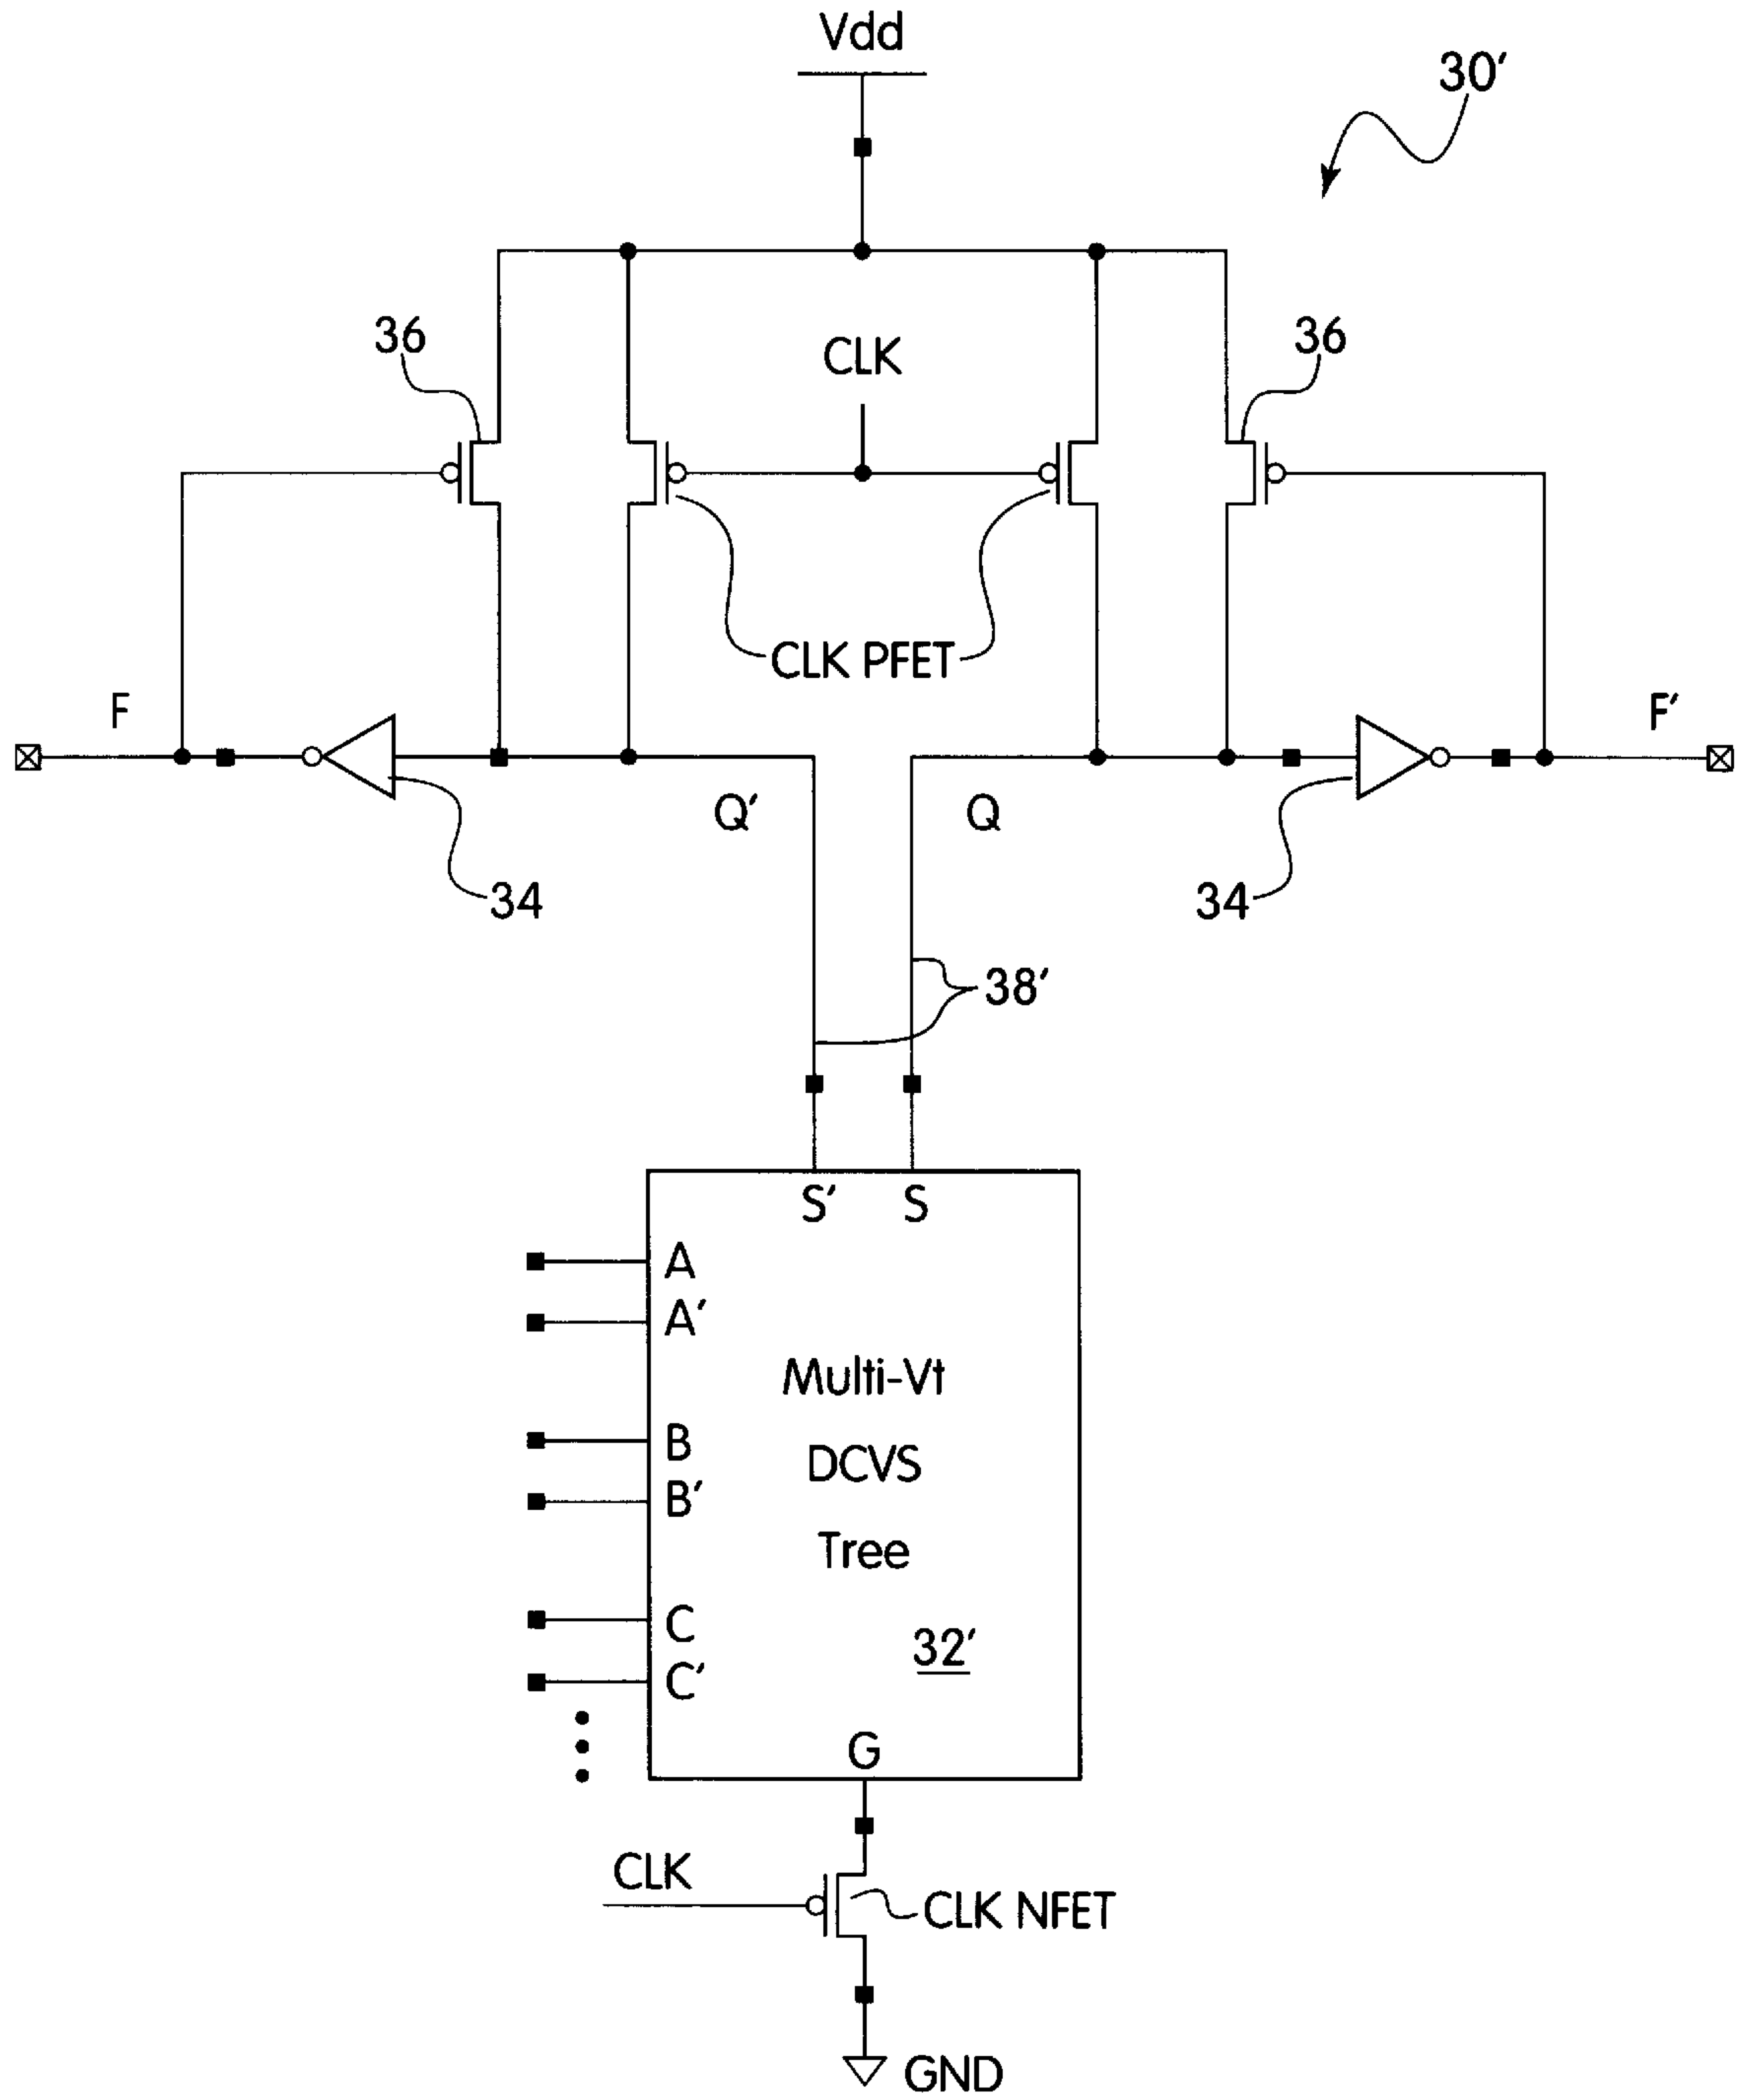 Vdd
30'
36
CLK
36
CLK PFET
F
F'
Q'
Q
34
34
38'
S'
S
A
A'
Multi-Vt
B
DCVS
B'
Tree
C
32'
C'
G
CLK
CLK NFET
GND